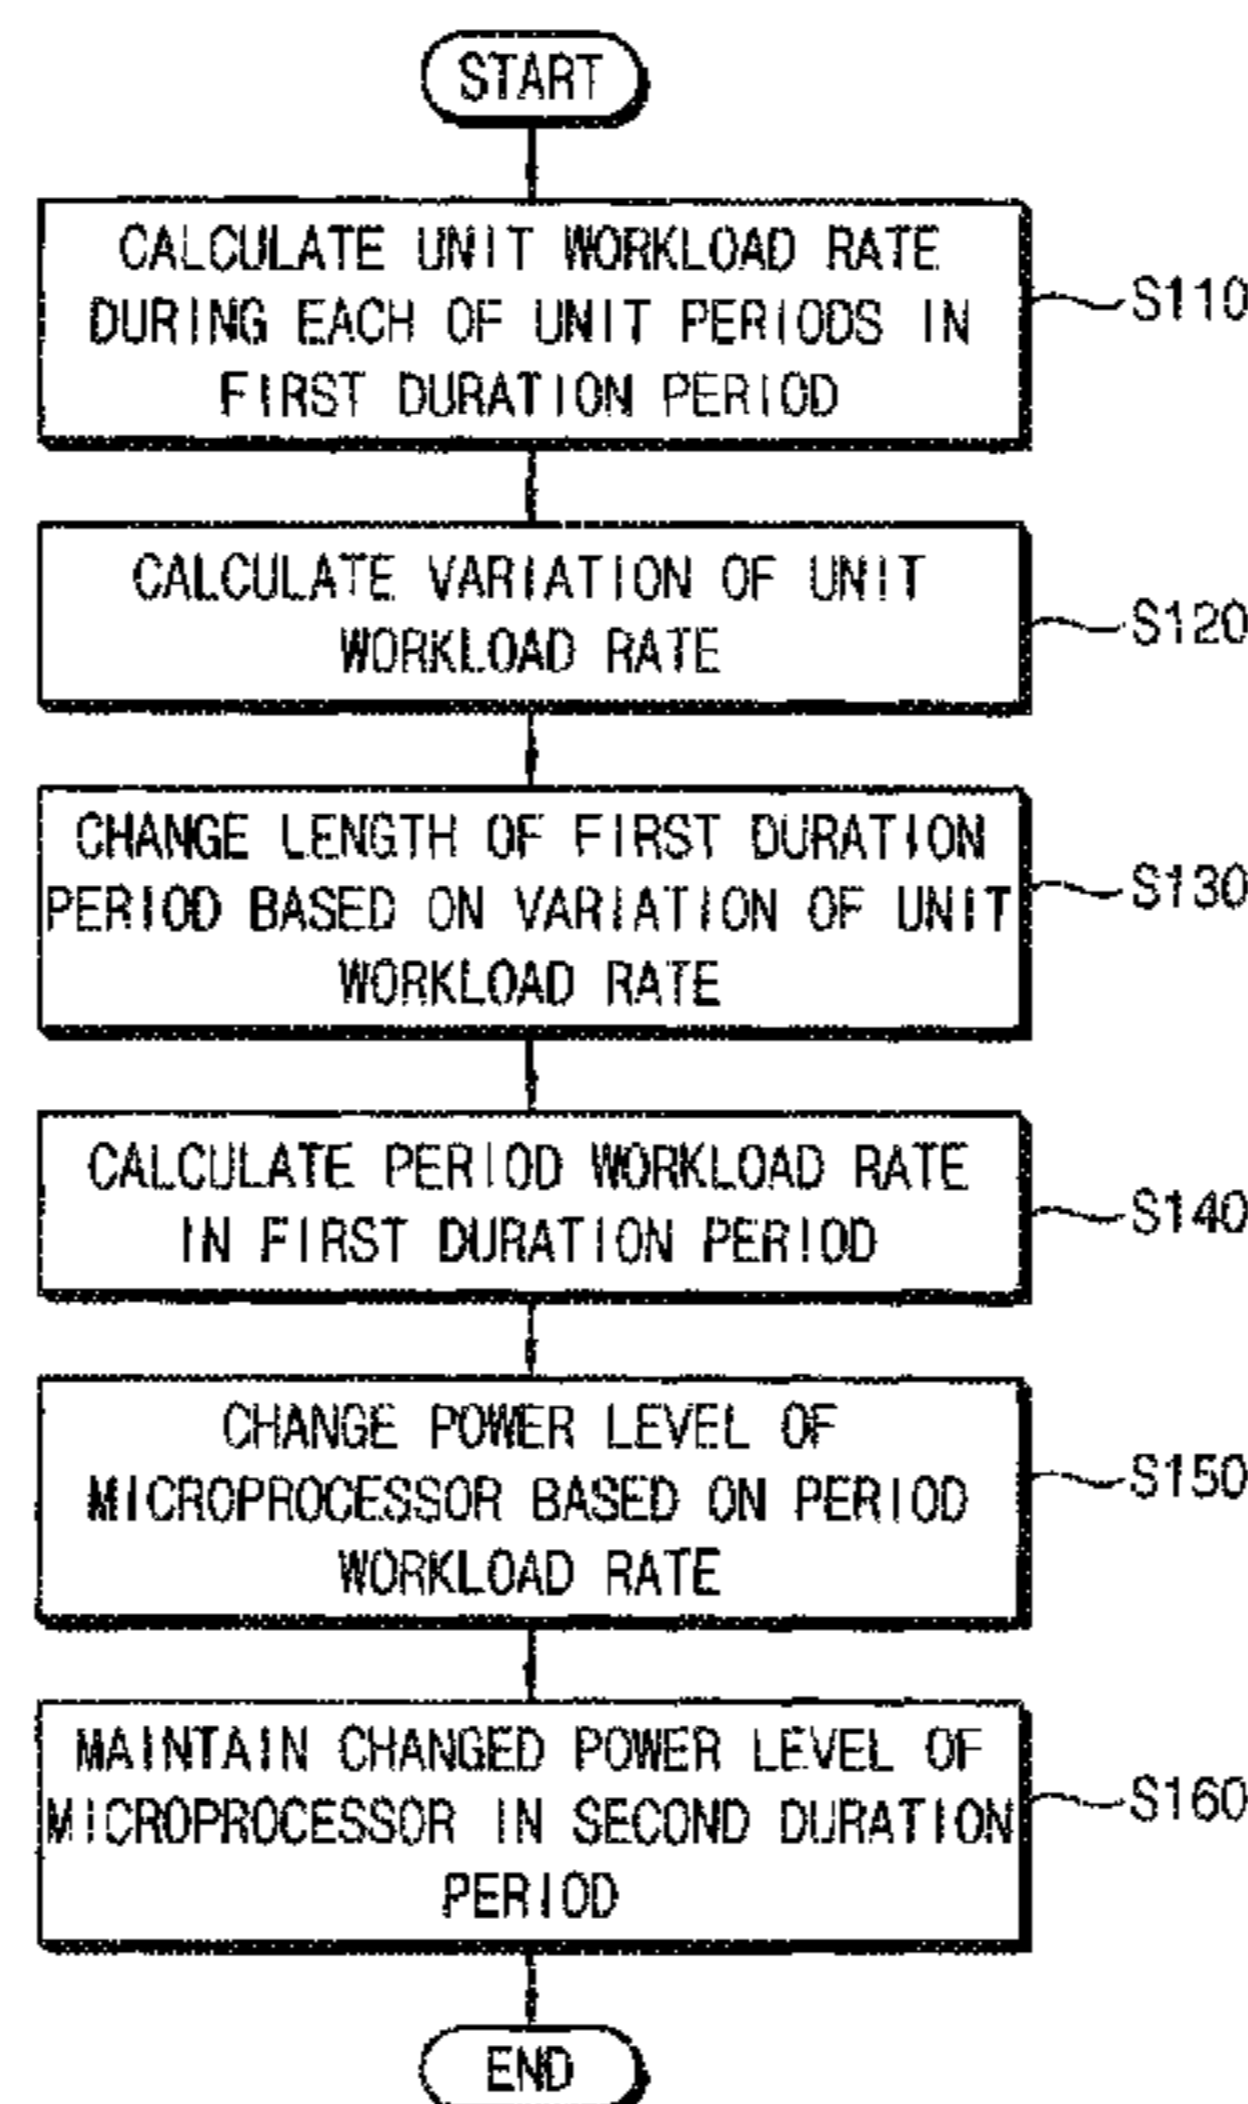 START
CALCULATE UNIT WORKLOAD RATE
DURING EACH OF UNIT PERIODS IN
FIRST DURATION PERIOD
S110
CALCULATE VARIATION OF UNIT
WORKLOAD RATE
S120
CHANGE LENGTH OF FIRST DURATION
PERIOD BASED ON VARIATION OF UNIT
WORKLOAD RATE
S130
CALCULATE PERIOD WORKLOAD RATE
IN FIRST DURATION PERIOD
S140
CHANGE POWER LEVEL OF
MICROPROCESSOR BASED ON PERIOD
WORKLOAD RATE
S150
MAINTAIN CHANGED POWER LEVEL OF
MICROPROCESSOR IN SECOND DURATION
PERIOD
S160
END